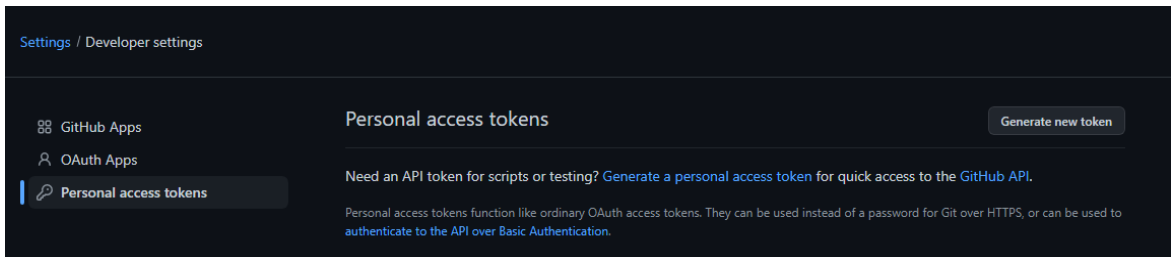 Settings / Developer settings
GitHub Apps
OAuth Apps
Personal access tokens
Personal access tokens
Generate new token
Need an API token for scripts or testing? Generate a personal access token for quick access to the GitHub API.
Personal access tokens function like ordinary OAuth access tokens. They can be used instead of a password for Git over HTTPS, or can be used to
authenticate to the API over Basic Authentication.